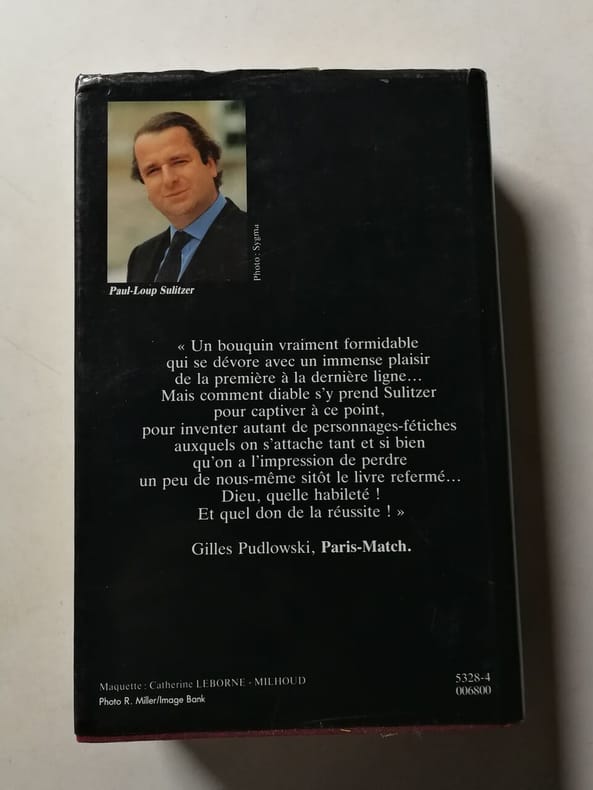 Photo : Sygma
Paul-Loup Sulitzer
« Un bouquin vraiment formidable
qui se dévore avec un immense plaisir
de la première à la dernière ligne...
Mais comment diable s'y prend Sulitzer
pour captiver à ce point,
pour inventer autant de personnages-fétiches
auxquels on s'attache tant et si bien
qu'on a l'impression de perdre
un peu de nous-même sitôt le livre refermé...
Dieu, quelle habileté !
Et quel don de la réussite ! »
Gilles Pudlowski, Paris-Match.
Maquette : Catherine LEBORNE - MILHOUD
Photo R. Miller/Image Bank
5328-4
006800